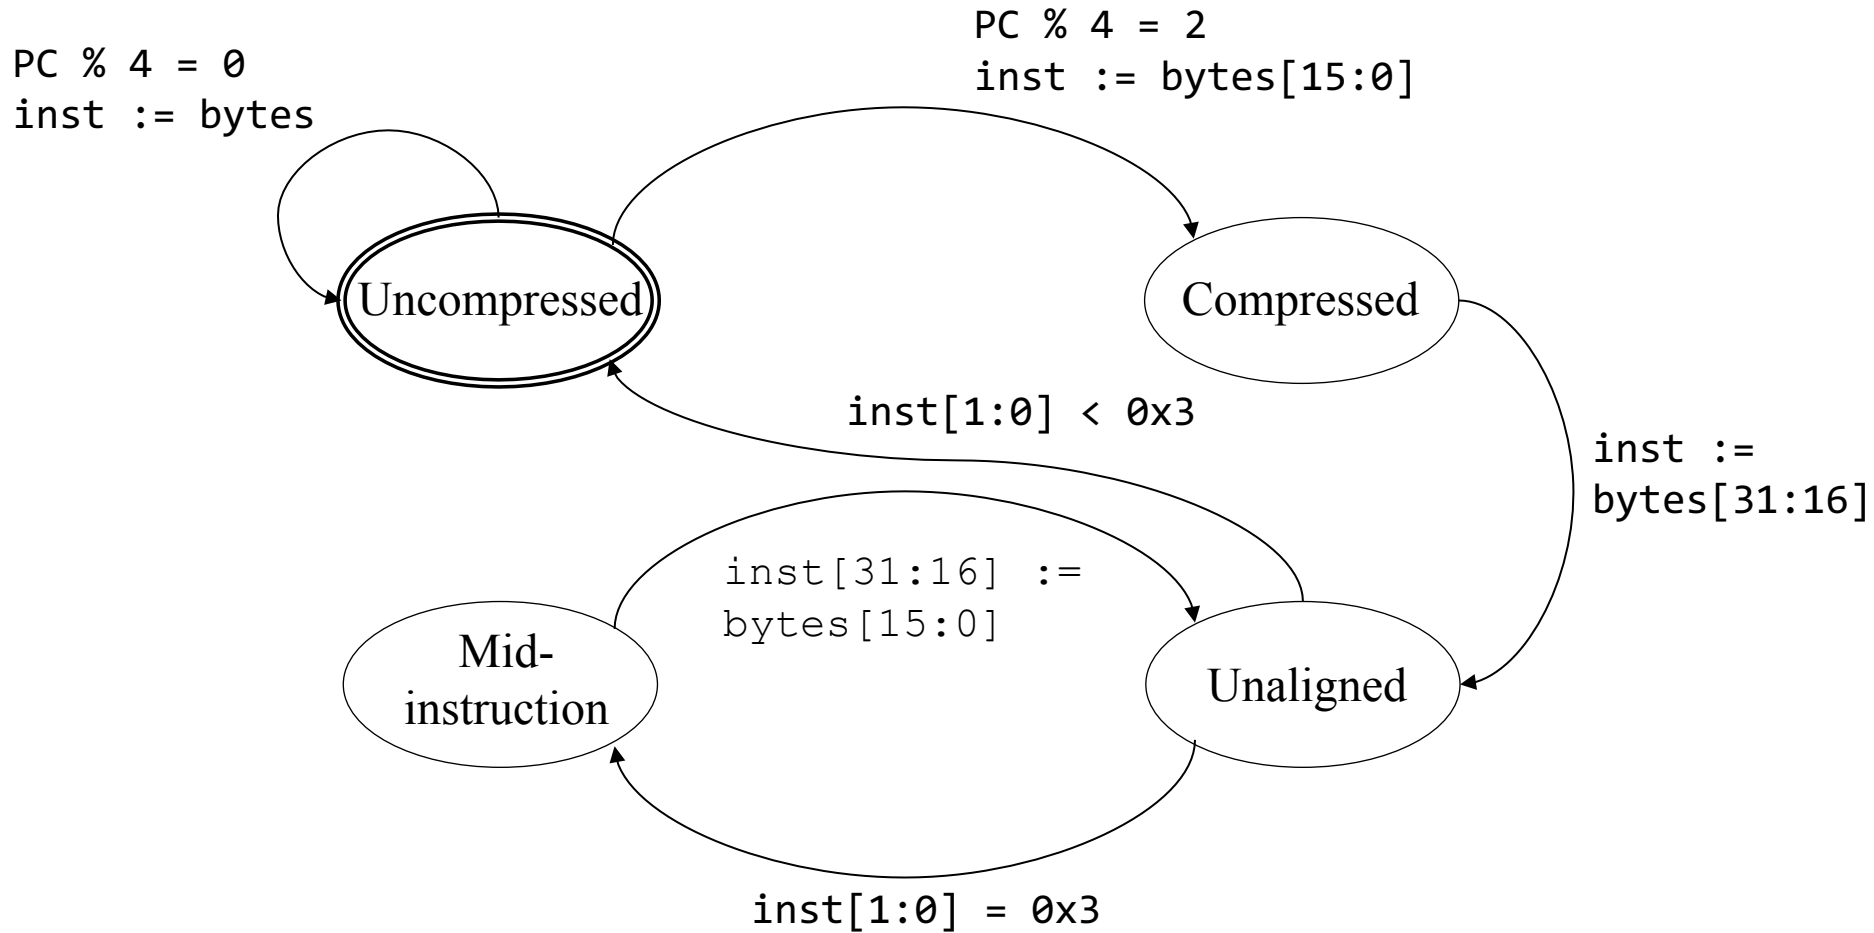 PC % 4 = 2
inst := bytes[15:0]
PC % 4 = 0
inst := bytes
Uncompressed
Compressed
inst[1:0] < 0x3
inst :=
bytes[31:16]
inst[31:16] :=
bytes[15:0]
Mid-
instruction
Unaligned
inst[1:0] = 0x3